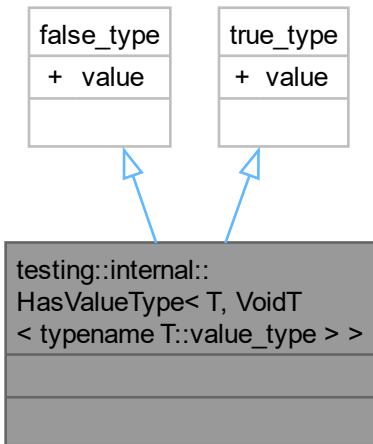 false_type
+ value
true_type
+ value
testing::internal::
HasValueType< T, VoidT
< typename T::value_type > >